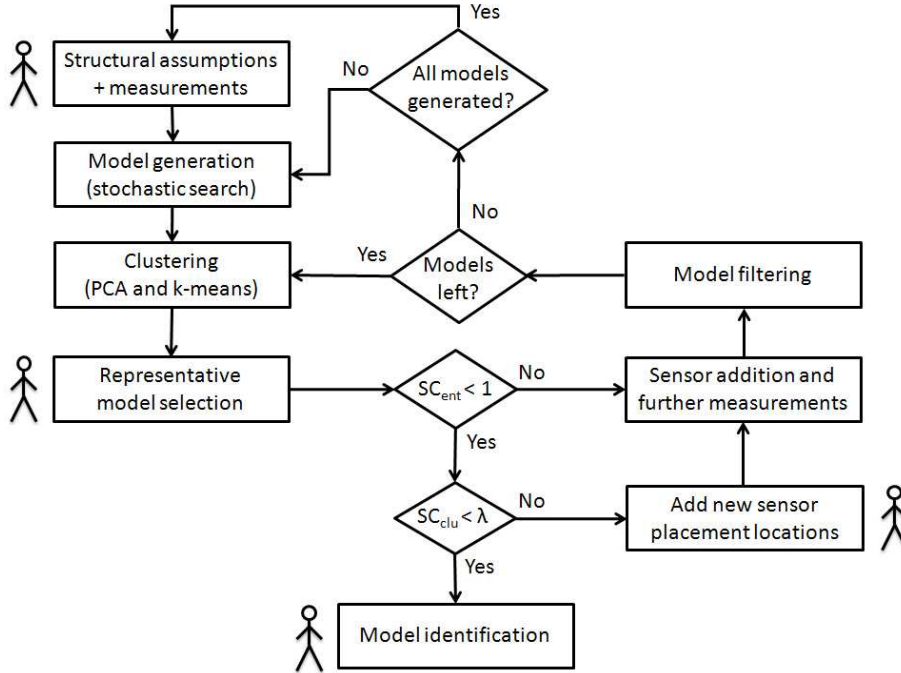 Yes
Structural assumptions
+ measurements
No
All models
generated?
Model generation
(stochastic search)
No
Clustering
(PCA and k-means)
Yes
Models
left?
Model filtering
Representative
model selection
SCent < 1
No
Sensor addition and
further measurements
Yes
SCclu < λ
No
Add new sensor
placement locations
Yes
Model identification